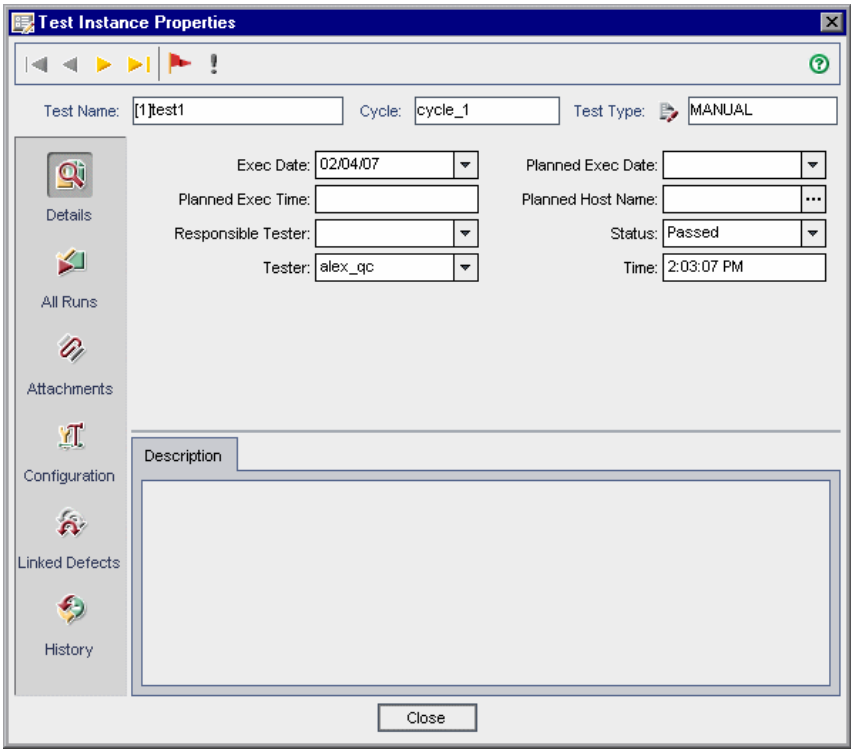 Test Instance Properties
Test Name: [1]test1 Cycle: cycle_1 Test Type: MANUAL
Exec Date: 02/04/07 Planned Exec Date:
Planned Exec Time: Planned Host Name: ...
Responsible Tester: Status: Passed
Tester: alex_qc Time: 2:03:07 PM
Details
All Runs
Attachments
Configuration
Linked Defects
History
Description
Close